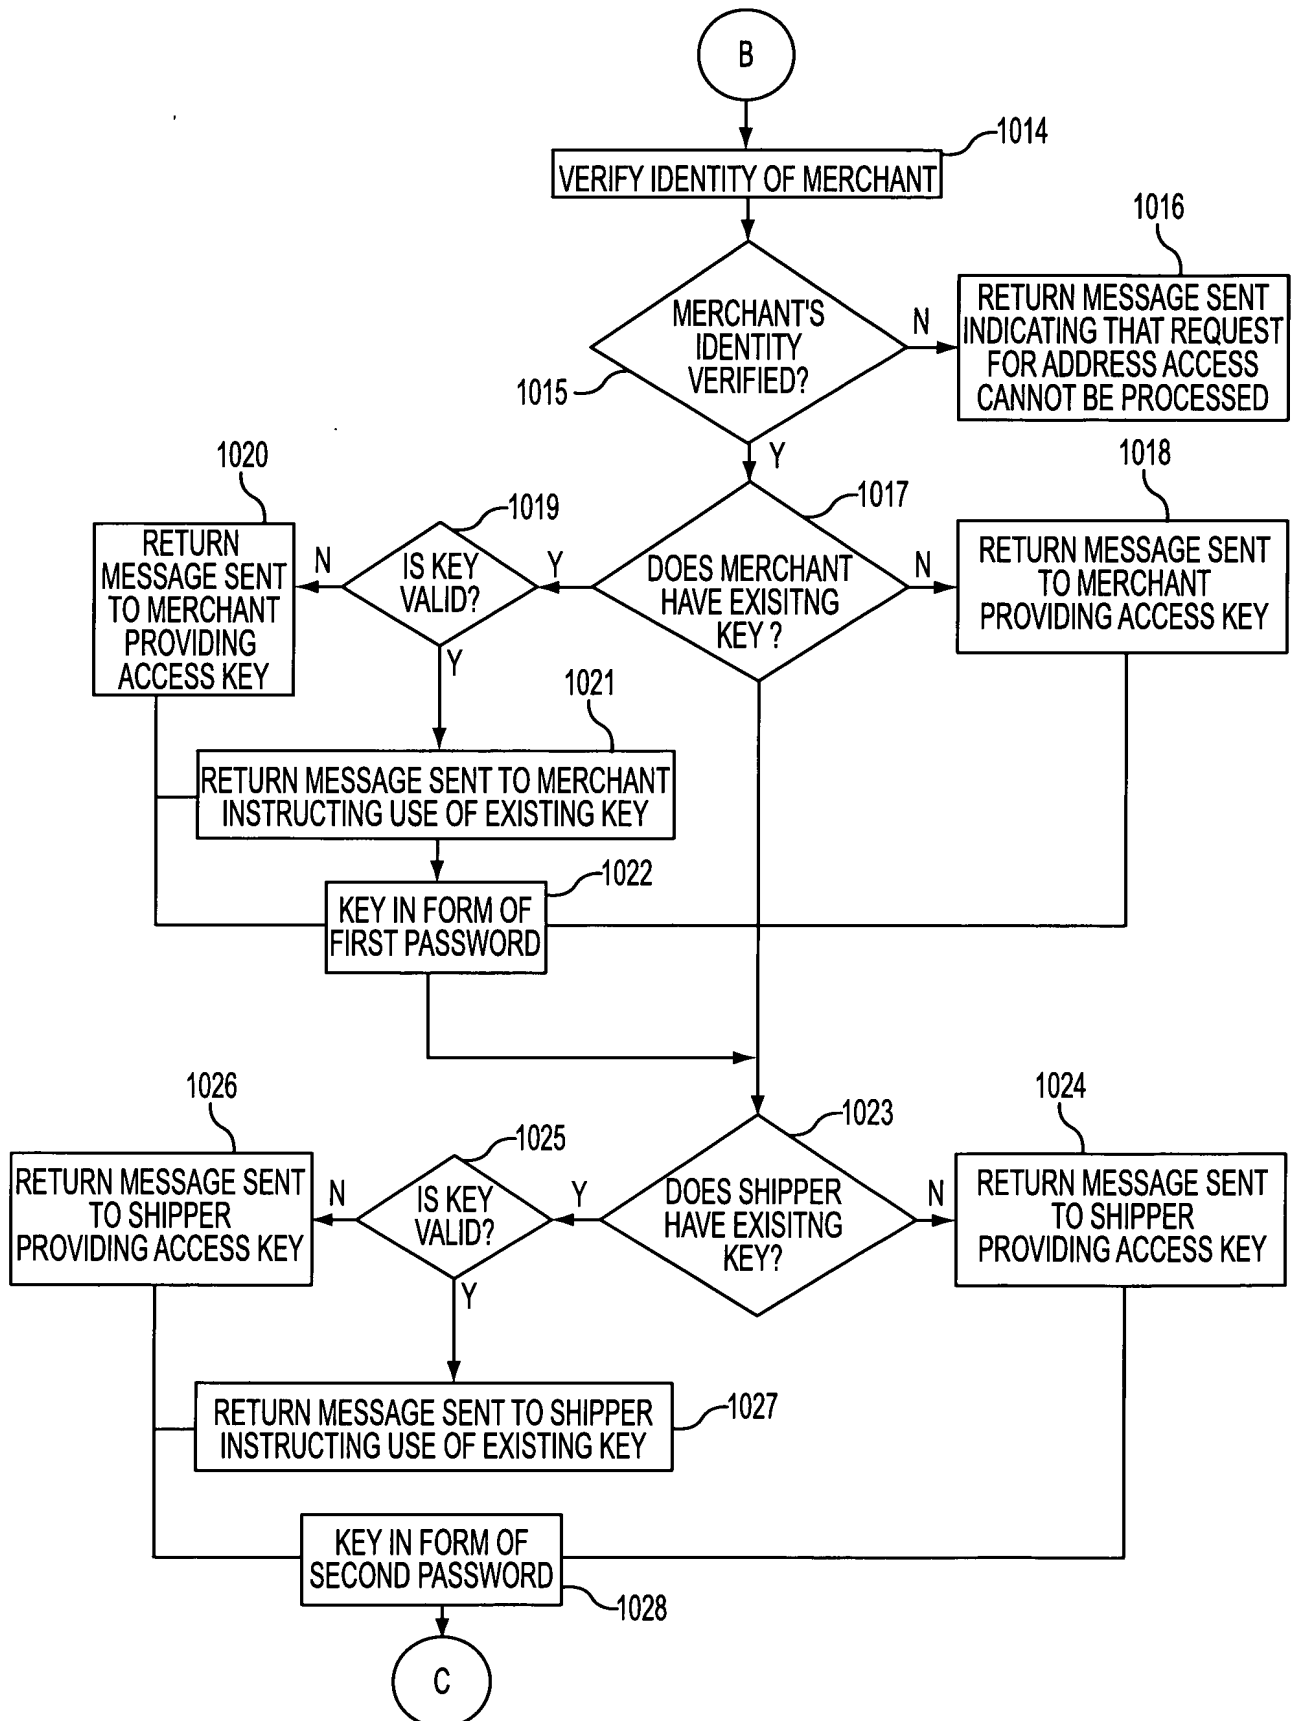 B
1014
VERIFY IDENTITY OF MERCHANT
1016
MERCHANT'S
IDENTITY
VERIFIED?
1015
N
RETURN MESSAGE SENT
INDICATING THAT REQUEST
FOR ADDRESS ACCESS
CANNOT BE PROCESSED
Y
1020
1019
1017
1018
RETURN
MESSAGE SENT
TO MERCHANT
PROVIDING
ACCESS KEY
N
IS KEY
VALID?
Y
DOES MERCHANT
HAVE EXISITNG
KEY ?
N
RETURN MESSAGE SENT
TO MERCHANT
PROVIDING ACCESS KEY
Y
1021
RETURN MESSAGE SENT TO MERCHANT
INSTRUCTING USE OF EXISTING KEY
1022
KEY IN FORM OF
FIRST PASSWORD
1026
1025
1023
1024
RETURN MESSAGE SENT
TO SHIPPER
PROVIDING ACCESS KEY
N
IS KEY
VALID?
Y
DOES SHIPPER
HAVE EXISITNG
KEY?
N
RETURN MESSAGE SENT
TO SHIPPER
PROVIDING ACCESS KEY
Y
RETURN MESSAGE SENT TO SHIPPER
INSTRUCTING USE OF EXISTING KEY
1027
KEY IN FORM OF
SECOND PASSWORD
1028
C